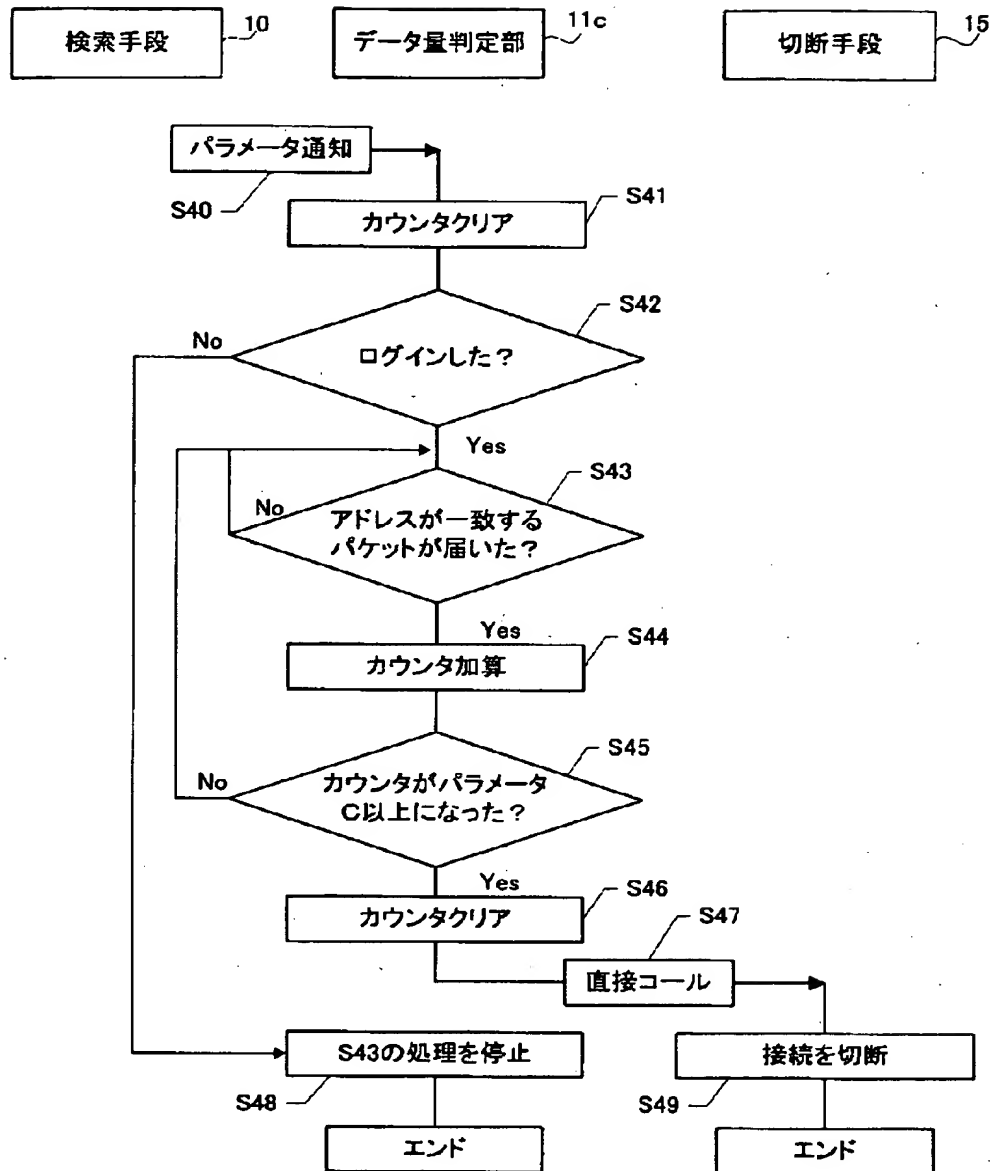 検索手段
10
データ量判定部
11c
切断手段
15
パラメータ通知
S40
カウンタクリア
S41
ログインした？
S42
No
Yes
アドレスが一致する
パケットが届いた？
S43
No
Yes
カウンタ加算
S44
カウンタがパラメータ
C以上になった？
S45
No
Yes
カウンタクリア
S46
直接コール
S47
S43の処理を停止
S48
接続を切断
S49
エンド
エンド